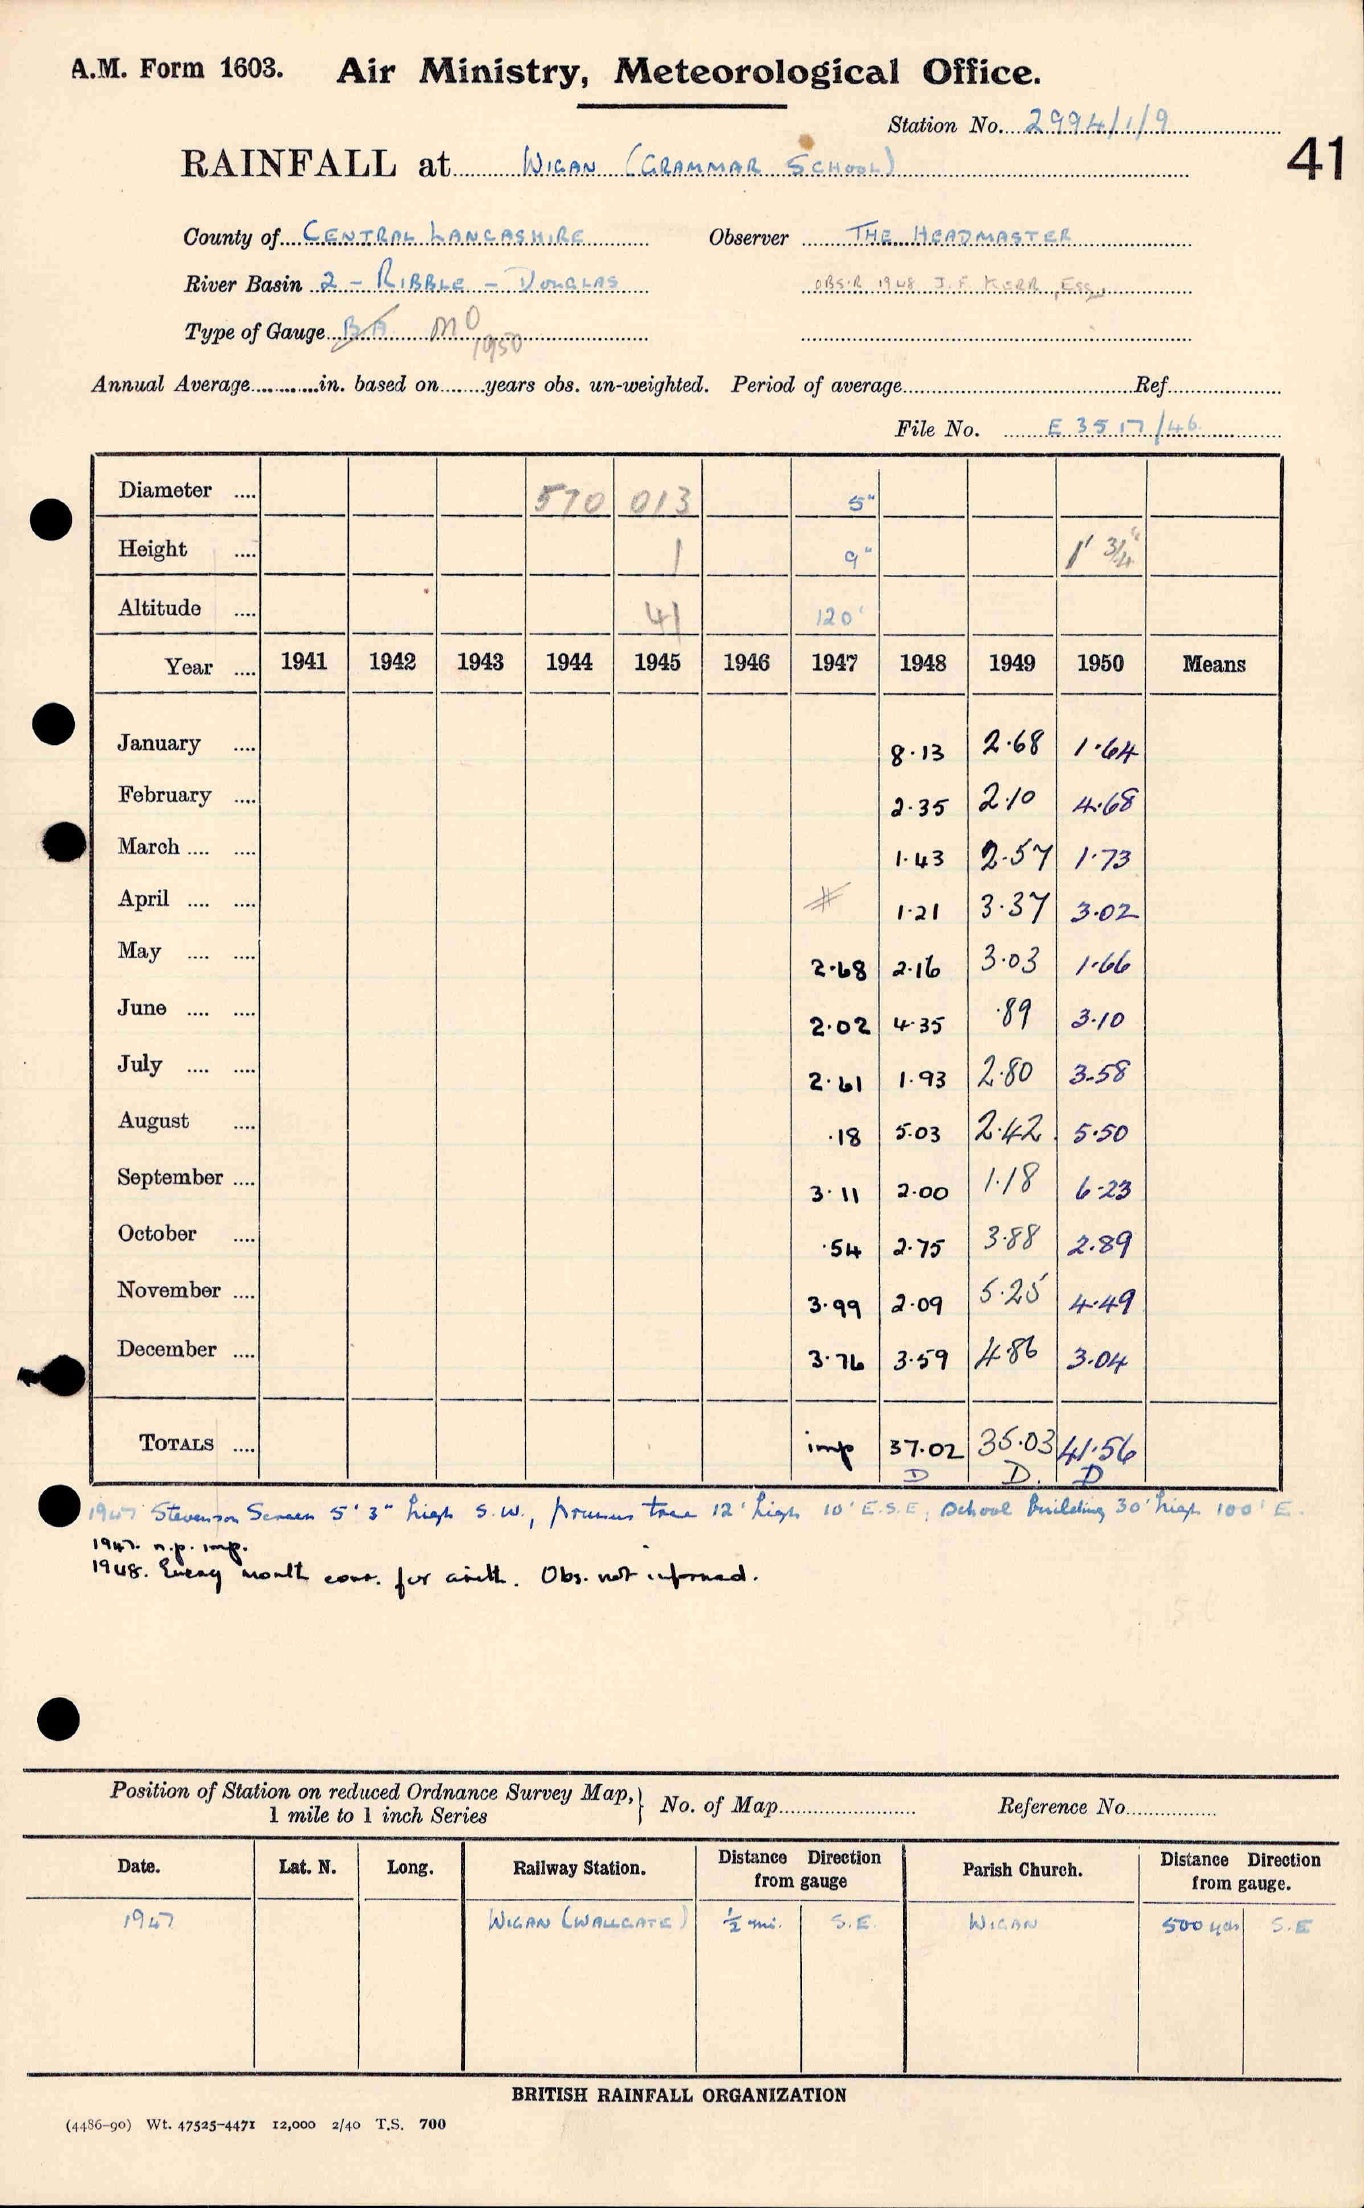 A.M. Form 1603. Air Ministry, Meteorological Office.
Station No. 2994/1/9
41
RAINFALL at WIGAN (GRAMMAR SCHOOL)
County of CENTRAL LANCASHIRE Observer THE HEADMASTER
River Basin 2 - RIBBLE - DOUGLAS OBS-R 1948 J. F. KERR, ESQ.
Type of Gauge BA MO 1950
Annual Average in. based on years obs. un-weighted. Period of average Ref
File No. E 3517/46
Diameter 570 013 5"
Height 1 9" 1' 3/4"
Altitude 41 120'
Year 1941 1942 1943 1944 1945 1946 1947 1948 1949 1950 Means
January 8.13 2.68 1.64
February 2.35 2.10 4.68
March 1.43 2.57 1.73
April # 1.21 3.37 3.02
May 2.68 2.16 3.03 1.66
June 2.02 4.35 .89 3.10
July 2.61 1.93 2.80 3.58
August .18 5.03 2.42 5.50
September 3.11 2.00 1.18 6.23
October .54 2.75 3.88 2.89
November 3.99 2.09 5.25 4.49
December 3.76 3.59 4.86 3.04
TOTALS imp 37.02 35.03 41.56
D D. D
1947 Stevenson Screen 5' 3" high S.W., prunus tree 12' high 10' E.S.E, school building 30' high 100' E.
1947. n.p. imp.
1948. Every month corr. for arith. Obs. not informed.
Position of Station on reduced Ordnance Survey Map, } No. of Map Reference No.
1 mile to 1 inch Series
Date. Lat. N. Long. Railway Station. Distance Direction from gauge Parish Church. Distance Direction from gauge.
1947 WIGAN (WALLGATE) ½ mi. S.E. WIGAN 500 yds S.E
BRITISH RAINFALL ORGANIZATION
(4486-90) Wt. 47525-4471 12,000 2/40 T.S. 700